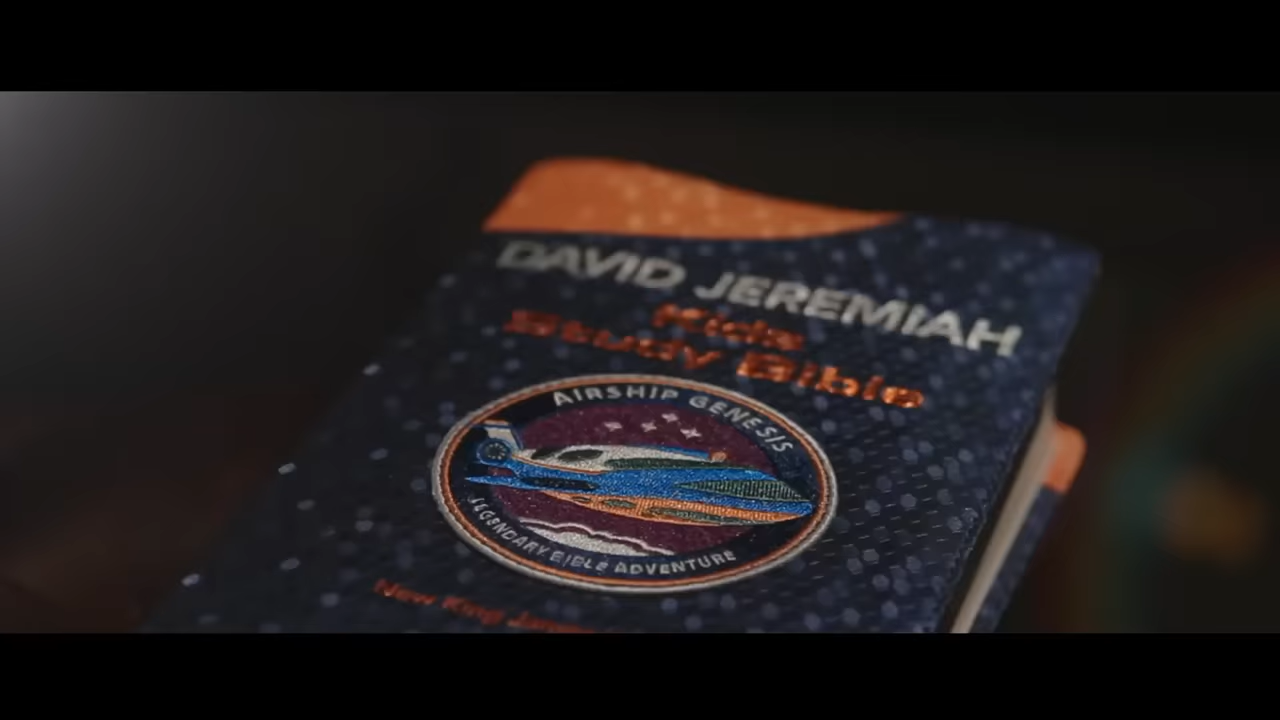 DAVID JEREMIAH
Kids
Study Bible
AIRSHIP GENESIS
LEGENDARY BIBLE ADVENTURE
New King James